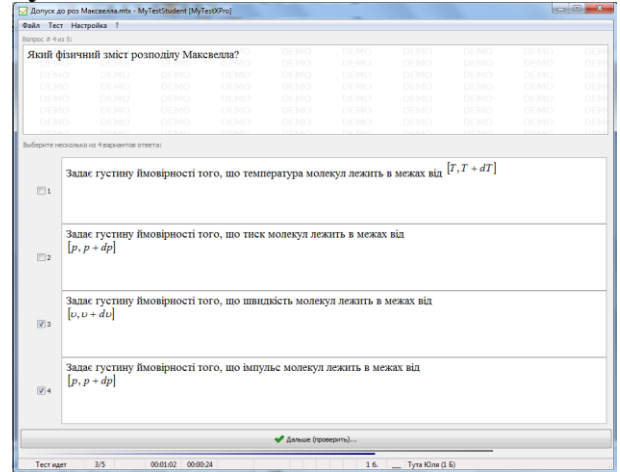 Допуск до роз Максвелла.mtx - MyTestStudent [MyTestXPro]
Файл Тест Настройка ?
Вопрос # 4 из 5:
Який фізичний зміст розподілу Максвелла?
Выберите несколько из 4 вариантов ответа:
Задає густину ймовірності того, що температура молекул лежить в межах від [T, T + dT]
1
Задає густину ймовірності того, що тиск молекул лежить в межах від
[p, p + dp]
2
Задає густину ймовірності того, що швидкість молекул лежить в межах від
[υ, υ + dυ]
3
Задає густину ймовірності того, що імпульс молекул лежить в межах від
[p, p + dp]
4
Дальше (проверить)...
Тест идет 3/5 00:01:02 00:00:24 1 б. Тута Юля (1 Б)